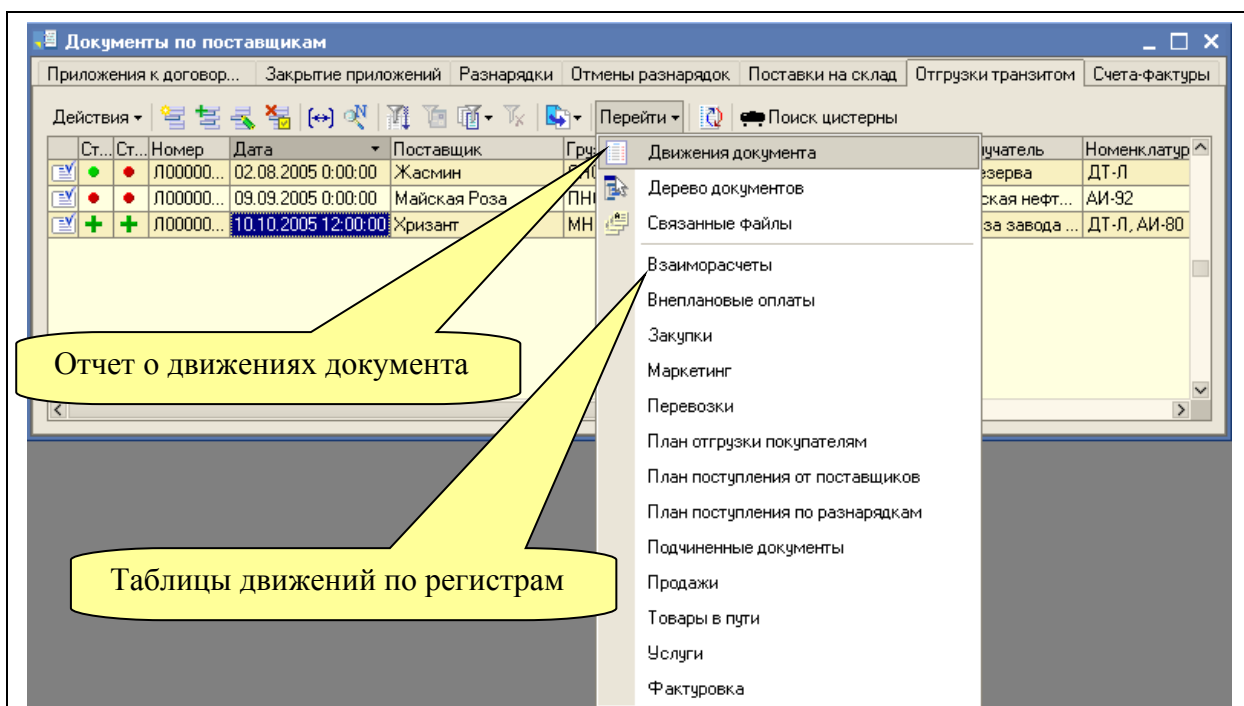 Документы по поставщикам
Приложения к договор... Закрытие приложений Разнарядки Отмены разнарядок Поставки на склад Отгрузки транзитом Счета-фактуры
Действия Перейти Поиск цистерны
Ст... Ст... Номер Дата Поставщик Номенклатур
Л00000... 02.08.2005 0:00:00 Жасмин ДТ-Л
Л00000... 09.09.2005 0:00:00 Майская Роза ская нефт... АИ-92
Л00000... 10.10.2005 12:00:00 Хризант МН за завода ... ДТ-Л, АИ-80
Движения документа
Дерево документов
Связанные файлы
Взаиморасчеты
Внеплановые оплаты
Закупки
Маркетинг
Перевозки
План отгрузки покупателям
План поступления от поставщиков
План поступления по разнарядкам
Подчиненные документы
Продажи
Товары в пути
Услуги
Фактуровка
Отчет о движениях документа
Таблицы движений по регистрам